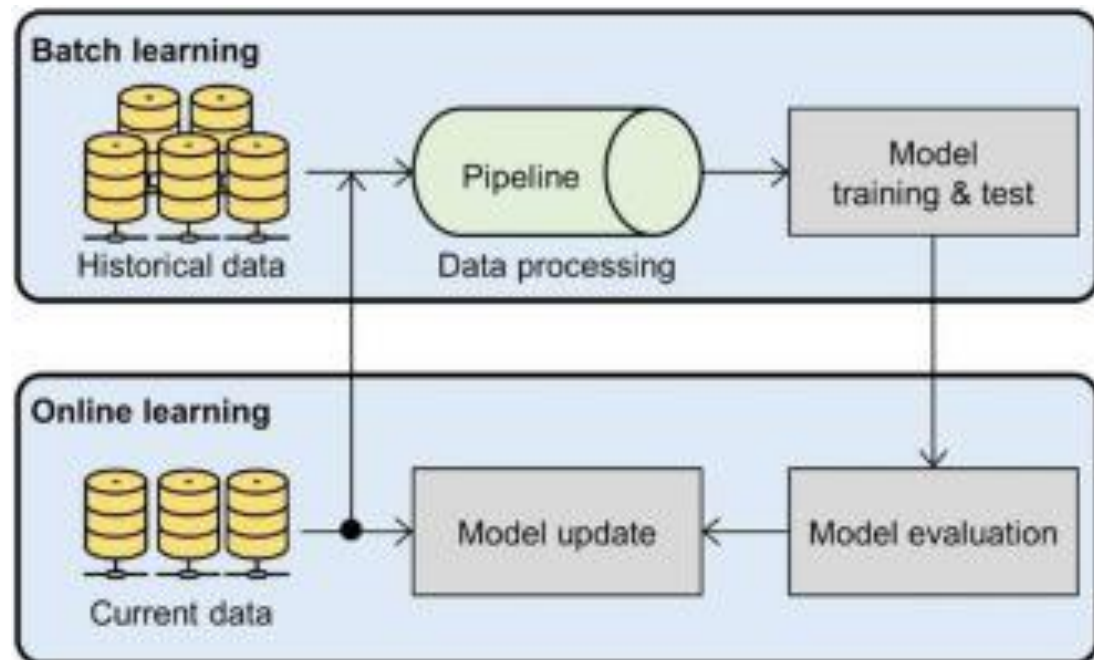 Batch learning
Pipeline
Model
training & test
Historical data
Data processing
Online learning
Model update
Model evaluation
Current data